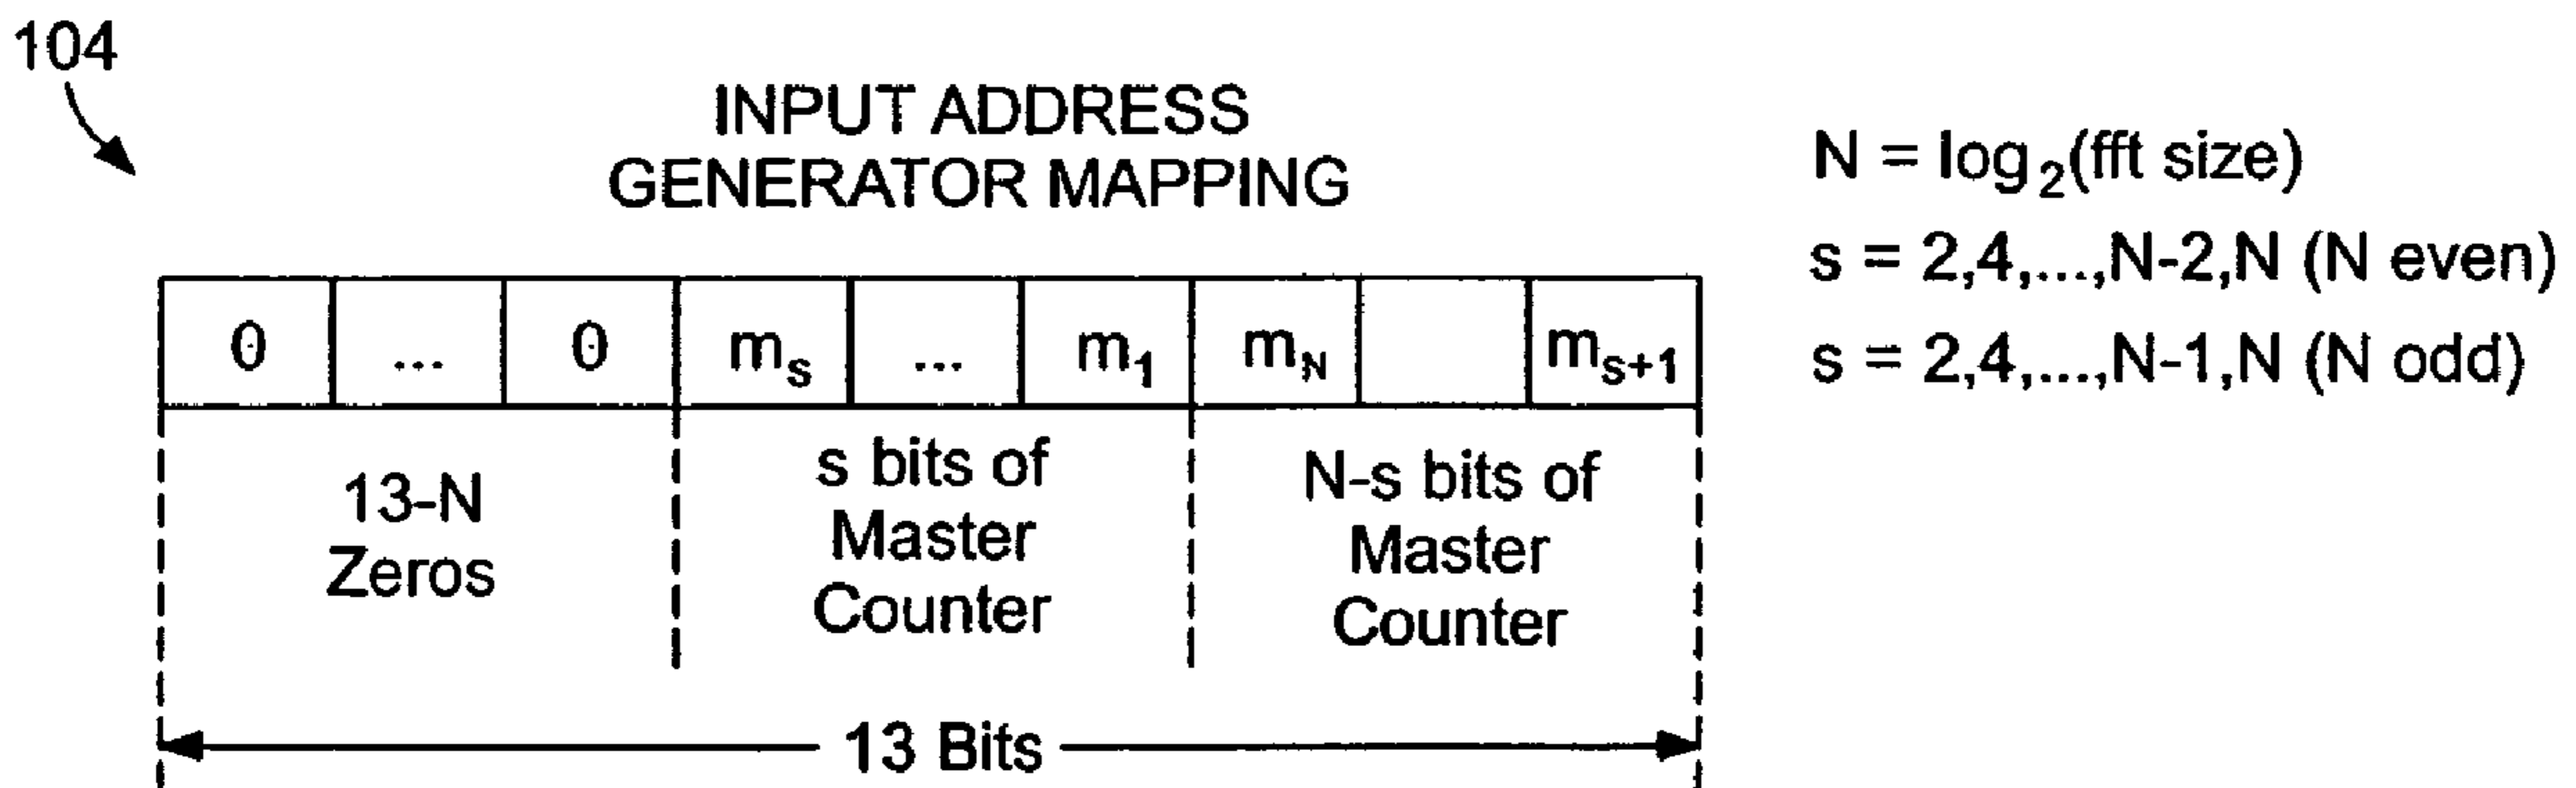 104
INPUT ADDRESS
GENERATOR MAPPING
N = log2(fft size)
s = 2,4,...,N-2,N (N even)
s = 2,4,...,N-1,N (N odd)
0 ... 0 ms ... m1 mN ms+1
13-N
Zeros
s bits of
Master
Counter
N-s bits of
Master
Counter
13 Bits